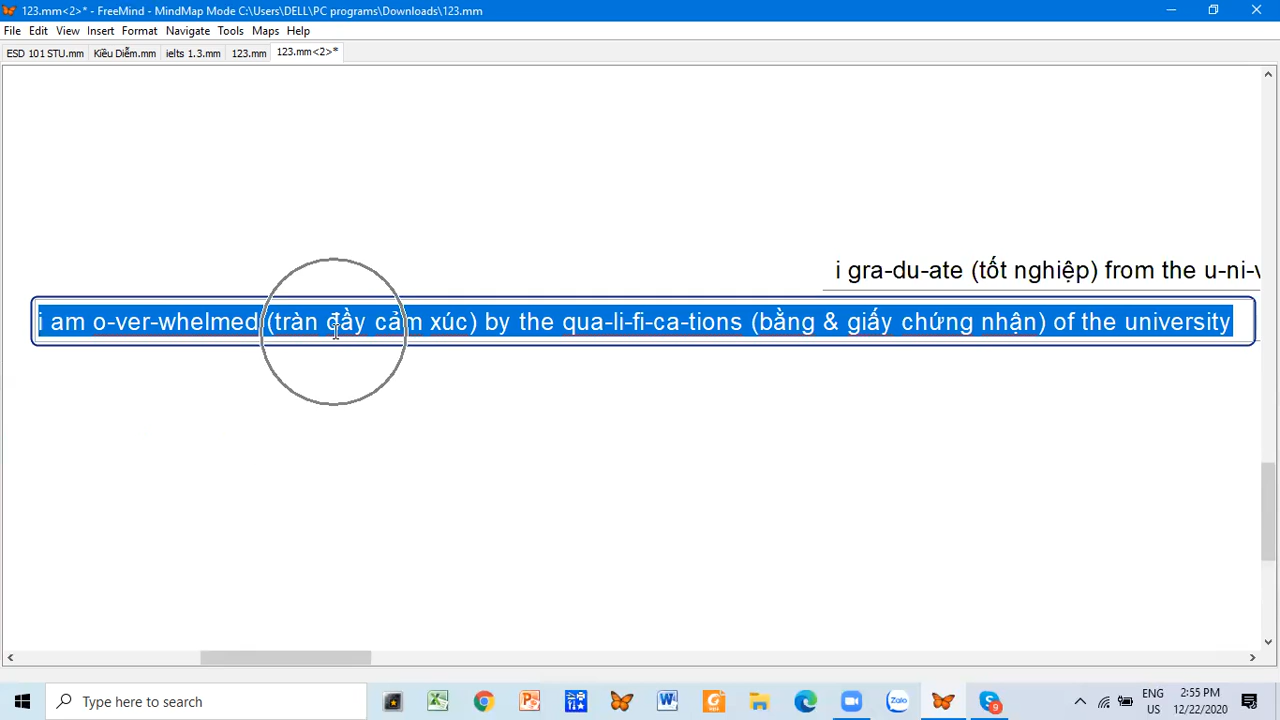 123.mm<2>* - FreeMind - MindMap Mode C:\Users\DELL\PC programs\Downloads\123.mm
File Edit View Insert Format Navigate Tools Maps Help
ESD 101 STU.mm Kiều Diễm.mm ielts 1.3.mm 123.mm 123.mm<2>*
i gra-du-ate (tốt nghiệp) from the u-ni-v
i am o-ver-whelmed (tràn đầy cảm xúc) by the qua-li-fi-ca-tions (bằng & giấy chứng nhận) of the university
Type here to search
Zalo
9
ENG
US
2:55 PM
12/22/2020